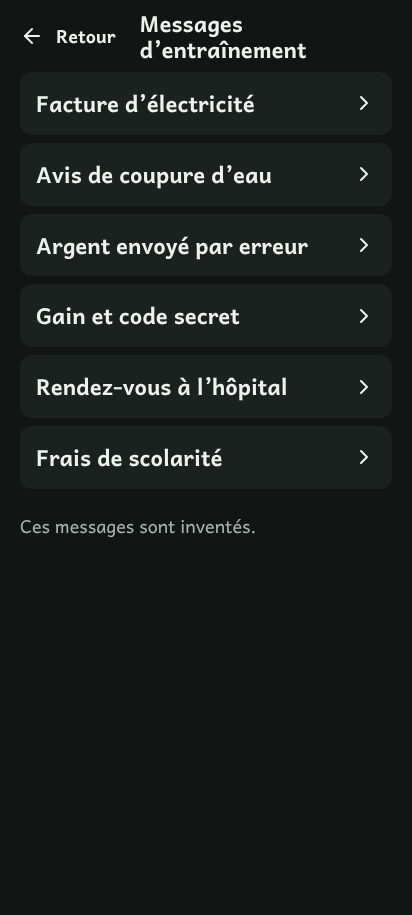 Retour
Messages
d’entraînement
Facture d’électricité
Avis de coupure d’eau
Argent envoyé par erreur
Gain et code secret
Rendez-vous à l’hôpital
Frais de scolarité
Ces messages sont inventés.